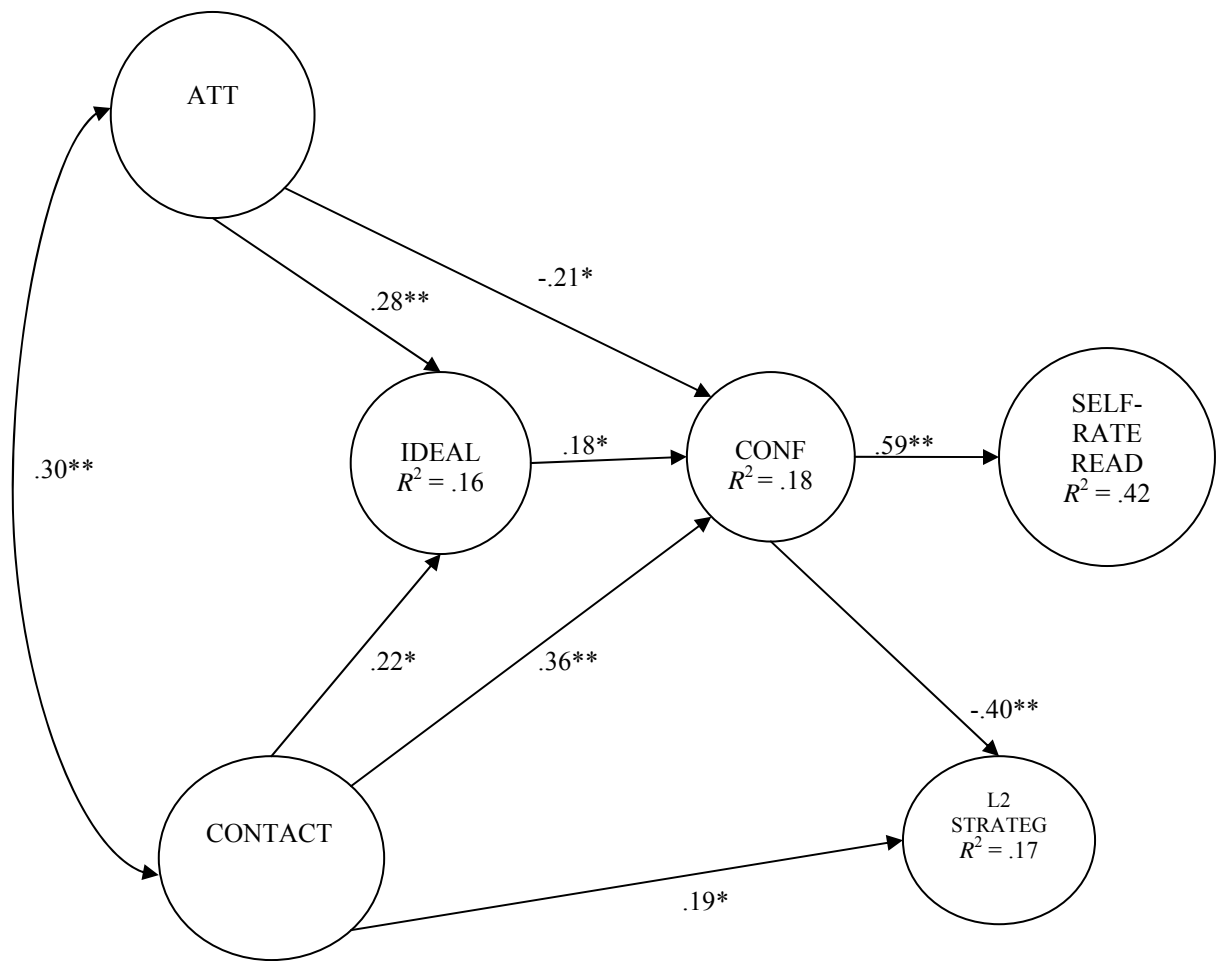 ATT
-.21*
.28**
SELF-
RATE
READ
R² = .42
.30**
IDEAL
R² = .16
.18*
CONF
R² = .18
.59**
.22*
.36**
-.40**
L2
STRATEG
R² = .17
CONTACT
.19*